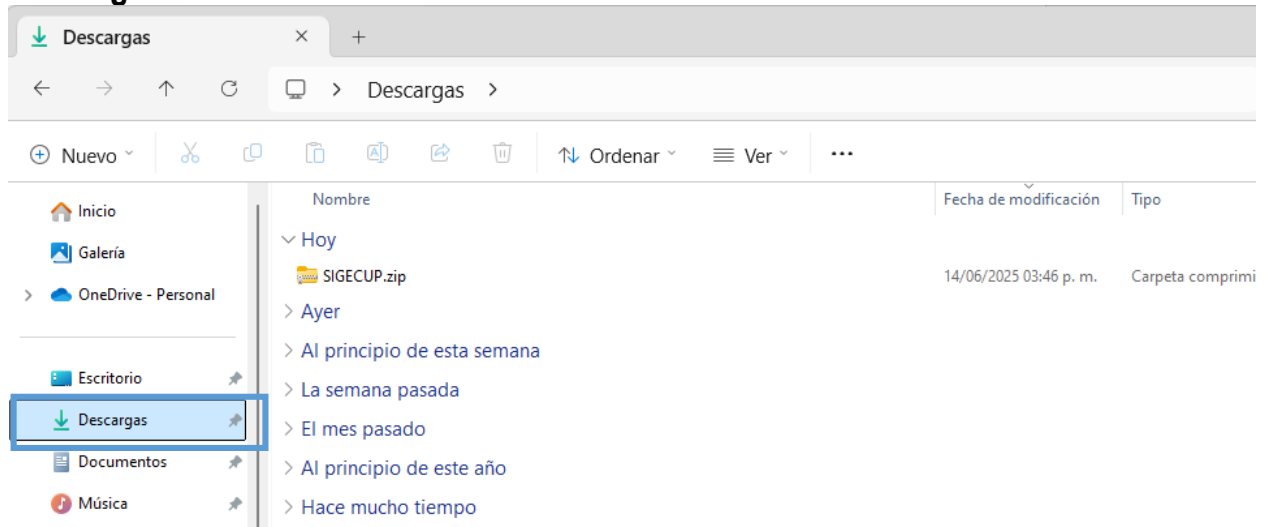 Descargas
Descargas
Nuevo Ordenar Ver
Nombre Fecha de modificación Tipo
Inicio
Galería
OneDrive - Personal
Escritorio
Descargas
Documentos
Música
Hoy
SIGECUP.zip 14/06/2025 03:46 p. m. Carpeta comprimi
Ayer
Al principio de esta semana
La semana pasada
El mes pasado
Al principio de este año
Hace mucho tiempo